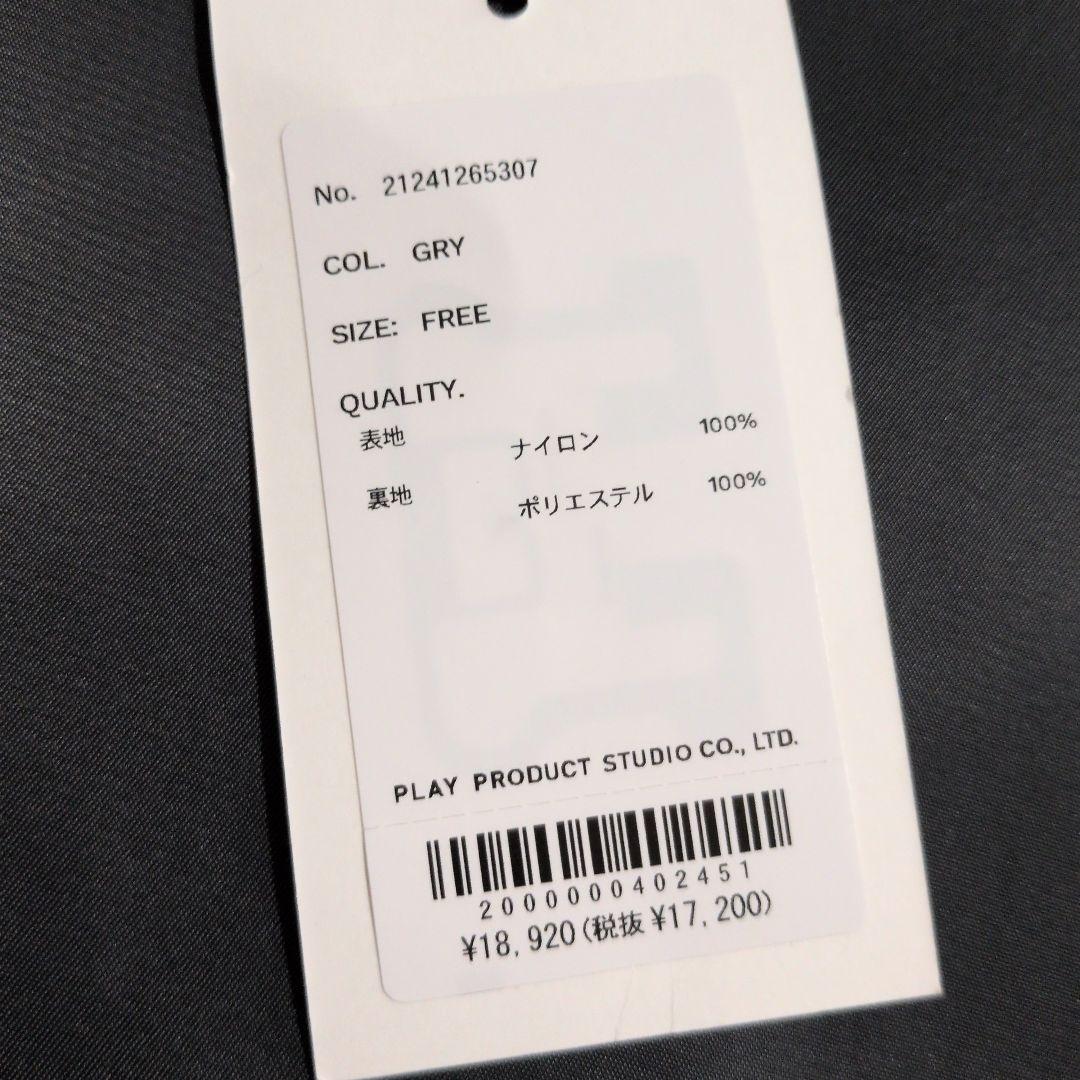 No. 21241265307
COL. GRY
SIZE: FREE
QUALITY.
表地 ナイロン 100%
裏地 ポリエステル 100%
PLAY PRODUCT STUDIO CO., LTD.
2000000402451
¥18,920(税抜¥17,200)